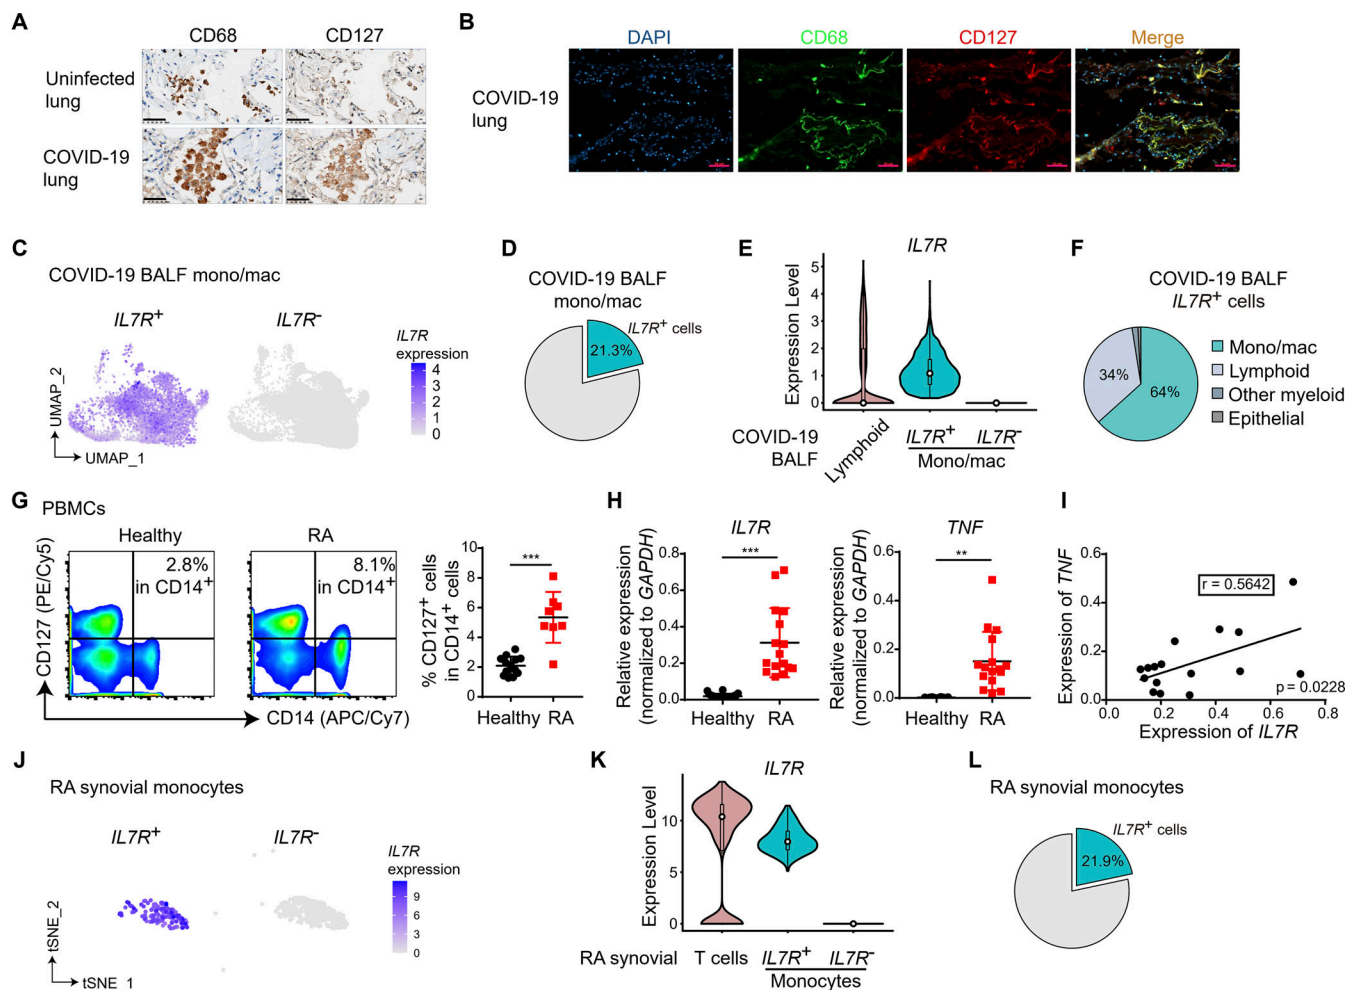 A
CD68
CD127
Uninfected
lung
COVID-19
lung
B
DAPI
CD68
CD127
Merge
COVID-19
lung
C
COVID-19 BALF mono/mac
IL7R+
IL7R-
IL7R
expression
4
3
2
1
0
UMAP_2
UMAP_1
D
COVID-19 BALF
mono/mac
IL7R+ cells
21.3%
E
IL7R
Expression Level
5
4
3
2
1
0
COVID-19
BALF
Lymphoid
IL7R+
IL7R-
Mono/mac
F
COVID-19 BALF
IL7R+ cells
34%
64%
Mono/mac
Lymphoid
Other myeloid
Epithelial
G
PBMCs
Healthy
RA
2.8%
in CD14+
8.1%
in CD14+
CD127 (PE/Cy5)
CD14 (APC/Cy7)
% CD127+ cells
in CD14+ cells
10
8
6
4
2
0
***
Healthy
RA
H
IL7R
Relative expression
(normalized to GAPDH)
0.8
0.6
0.4
0.2
0.0
***
Healthy
RA
TNF
Relative expression
(normalized to GAPDH)
0.6
0.4
0.2
0.0
**
Healthy
RA
I
Expression of TNF
0.6
0.4
0.2
0.0
r = 0.5642
p = 0.0228
0.0
0.2
0.4
0.6
0.8
Expression of IL7R
J
RA synovial monocytes
IL7R+
IL7R-
IL7R
expression
9
6
3
0
tSNE_2
tSNE_1
K
IL7R
Expression Level
10
5
0
RA synovial
T cells
IL7R+
IL7R-
Monocytes
L
RA synovial monocytes
IL7R+ cells
21.9%